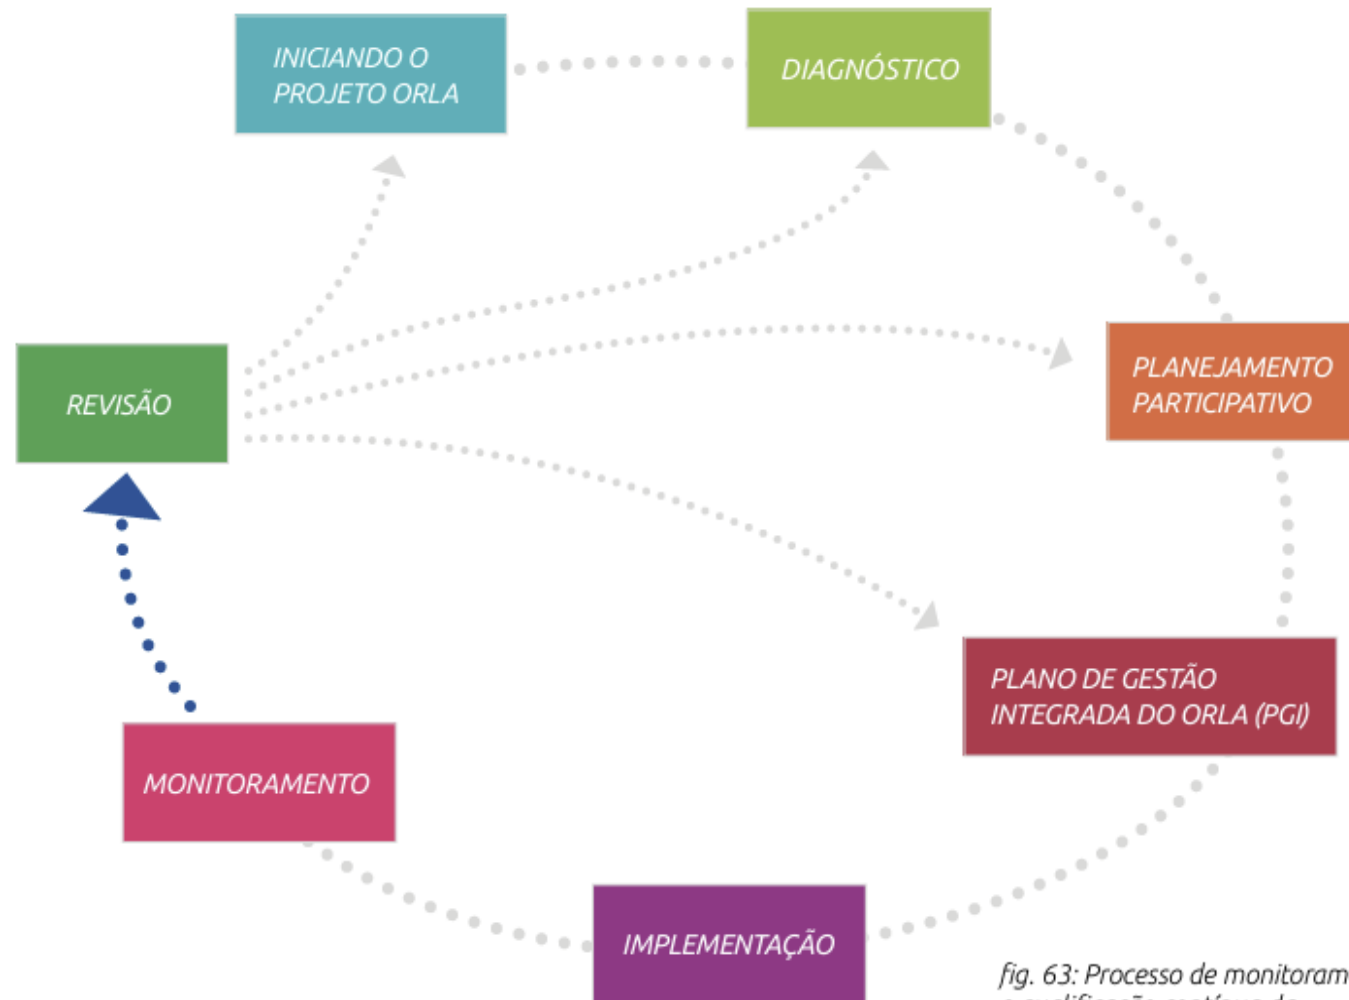 INICIANDO O
PROJETO ORLA
DIAGNÓSTICO
PLANEJAMENTO
PARTICIPATIVO
REVISÃO
PLANO DE GESTÃO
INTEGRADA DO ORLA (PGI)
MONITORAMENTO
IMPLEMENTAÇÃO
fig. 63: Processo de monitoram